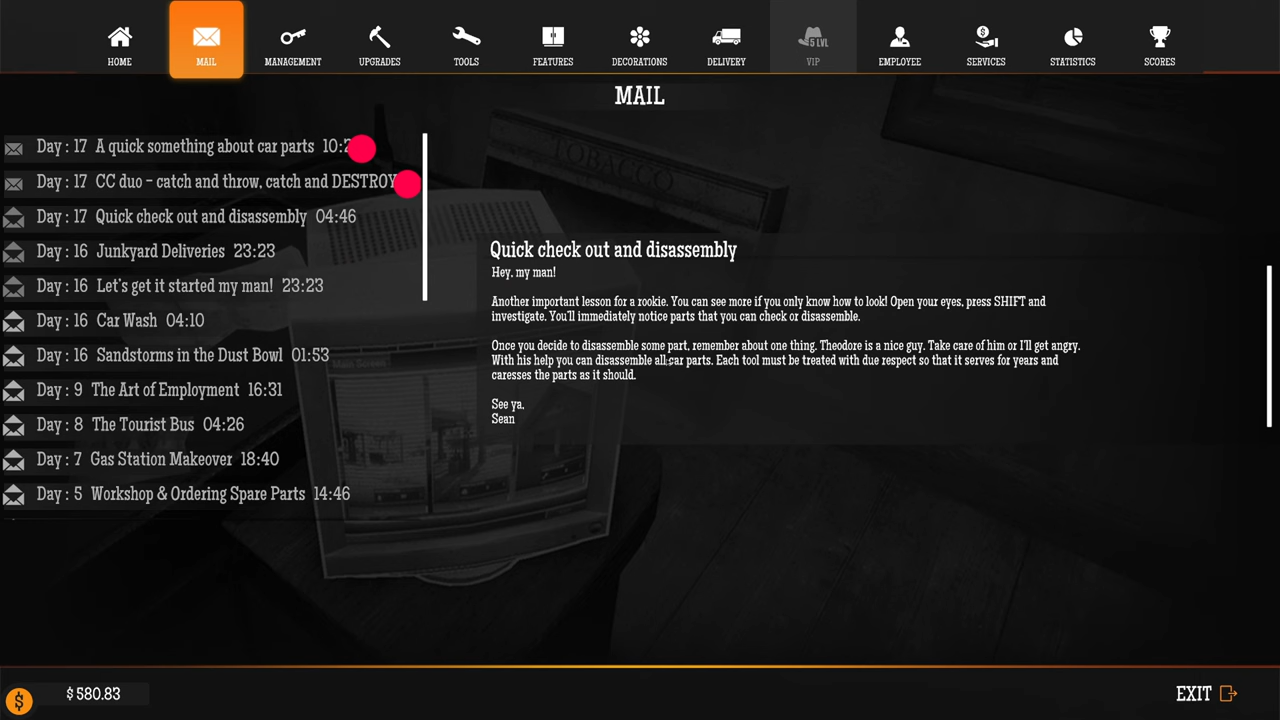 HOME
MAIL
MANAGEMENT
UPGRADES
TOOLS
FEATURES
DECORATIONS
DELIVERY
5 LVL
VIP
EMPLOYEE
SERVICES
STATISTICS
SCORES
MAIL
Day : 17 A quick something about car parts
Day : 17 CC duo – catch and throw, catch and DESTROY
Day : 17 Quick check out and disassembly 04:46
Day : 16 Junkyard Deliveries 23:23
Day : 16 Let's get it started my man! 23:23
Day : 16 Car Wash 04:10
Day : 16 Sandstorms in the Dust Bowl 01:53
Day : 9 The Art of Employment 16:31
Day : 8 The Tourist Bus 04:26
Day : 7 Gas Station Makeover 18:40
Day : 5 Workshop & Ordering Spare Parts 14:46
TOBACCO
Main Screen
Quick check out and disassembly
Hey, my man!
Another important lesson for a rookie. You can see more if you only know how to look! Open your eyes, press SHIFT and
investigate. You'll immediately notice parts that you can check or disassemble.
Once you decide to disassemble some part, remember about one thing. Theodore is a nice guy. Take care of him or I'll get angry.
With his help you can disassemble all car parts. Each tool must be treated with due respect so that it serves for years and
caresses the parts as it should.
See ya,
Sean
$
$ 580.83
EXIT